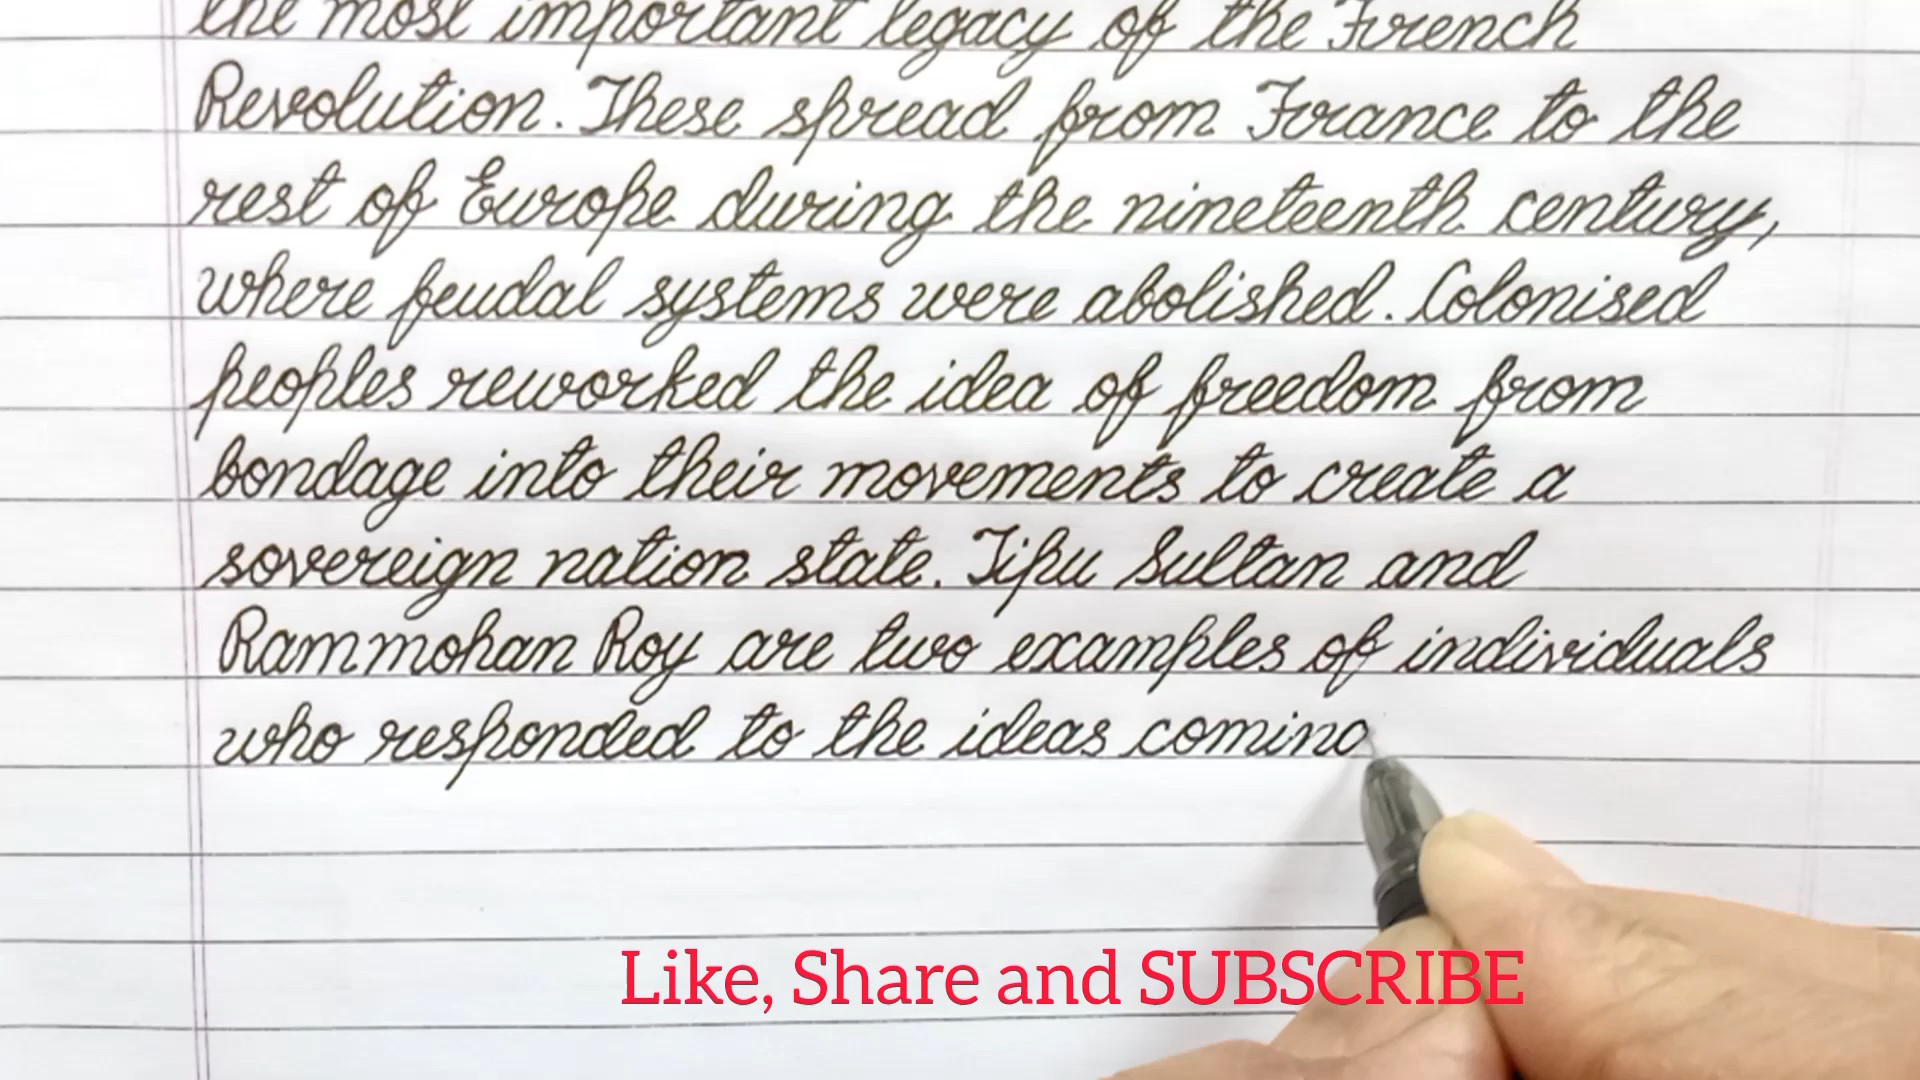 the most important legacy of the French
Revolution. These spread from France to the
rest of Europe during the nineteenth century,
where feudal systems were abolished. Colonised
peoples reworked the idea of freedom from
bondage into their movements to create a
sovereign nation state. Tipu Sultan and
Rammohan Roy are two examples of individuals
who responded to the ideas comino
Like, Share and SUBSCRIBE